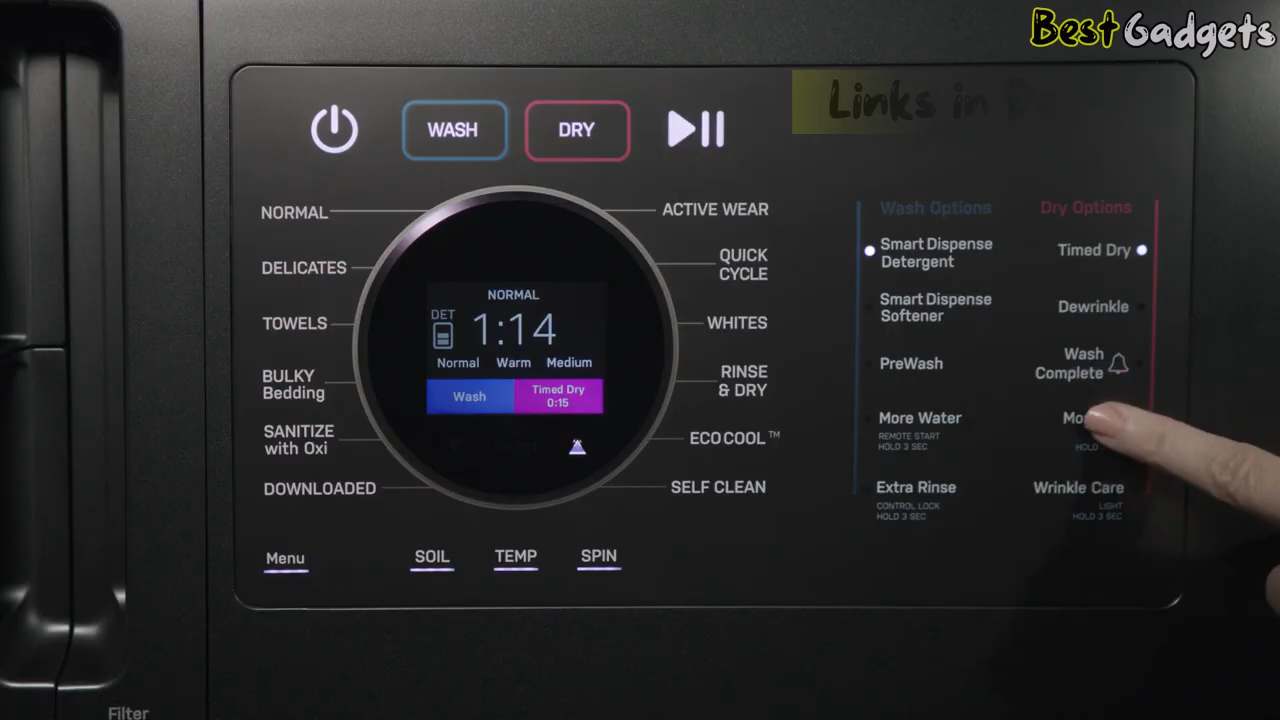 BestGadgets
Links in
WASH
DRY
NORMAL
DELICATES
TOWELS
BULKY
Bedding
SANITIZE
with Oxi
DOWNLOADED
NORMAL
DET
1:14
Normal Warm Medium
Wash
Timed Dry
0:15
ACTIVE WEAR
QUICK
CYCLE
WHITES
RINSE
& DRY
ECO COOL™
SELF CLEAN
Menu
SOIL
TEMP
SPIN
Wash Options
Smart Dispense
Detergent
Smart Dispense
Softener
PreWash
More Water
REMOTE START
HOLD 3 SEC
Extra Rinse
CONTROL LOCK
HOLD 3 SEC
Dry Options
Timed Dry
Dewrinkle
Wash
Complete
HOLD
Wrinkle Care
LIGHT
HOLD 3 SEC
Filter